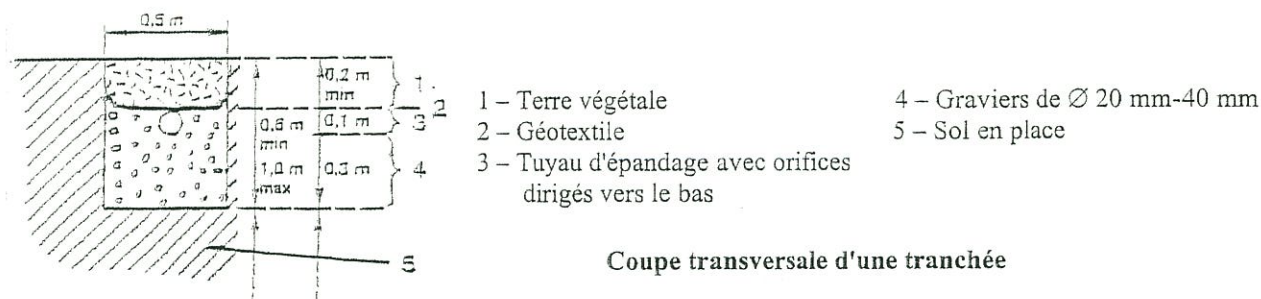 0,5 m
0,2 m
min
1
2
0,1 m
3
0,6 m
min
1,0 m
max
0,3 m
4
5
1 – Terre végétale
2 – Géotextile
3 – Tuyau d'épandage avec orifices
dirigés vers le bas
4 – Graviers de Ø 20 mm-40 mm
5 – Sol en place
Coupe transversale d'une tranchée